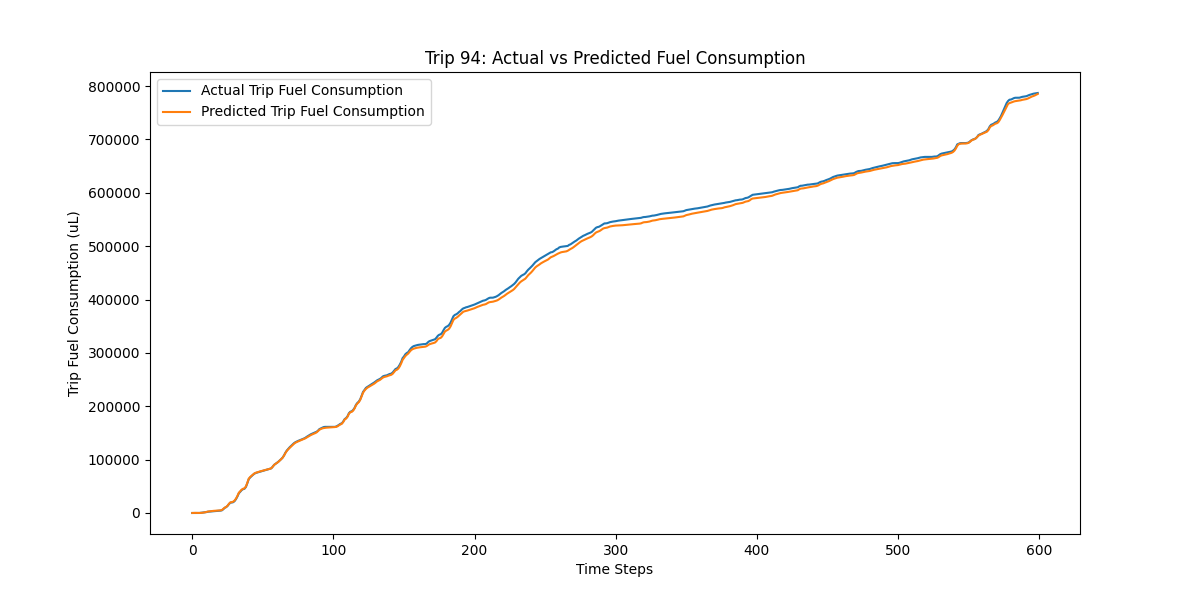 Trip 94: Actual vs Predicted Fuel Consumption
Actual Trip Fuel Consumption
Predicted Trip Fuel Consumption
Trip Fuel Consumption (uL)
800000
700000
600000
500000
400000
300000
200000
100000
0
0 100 200 300 400 500 600
Time Steps